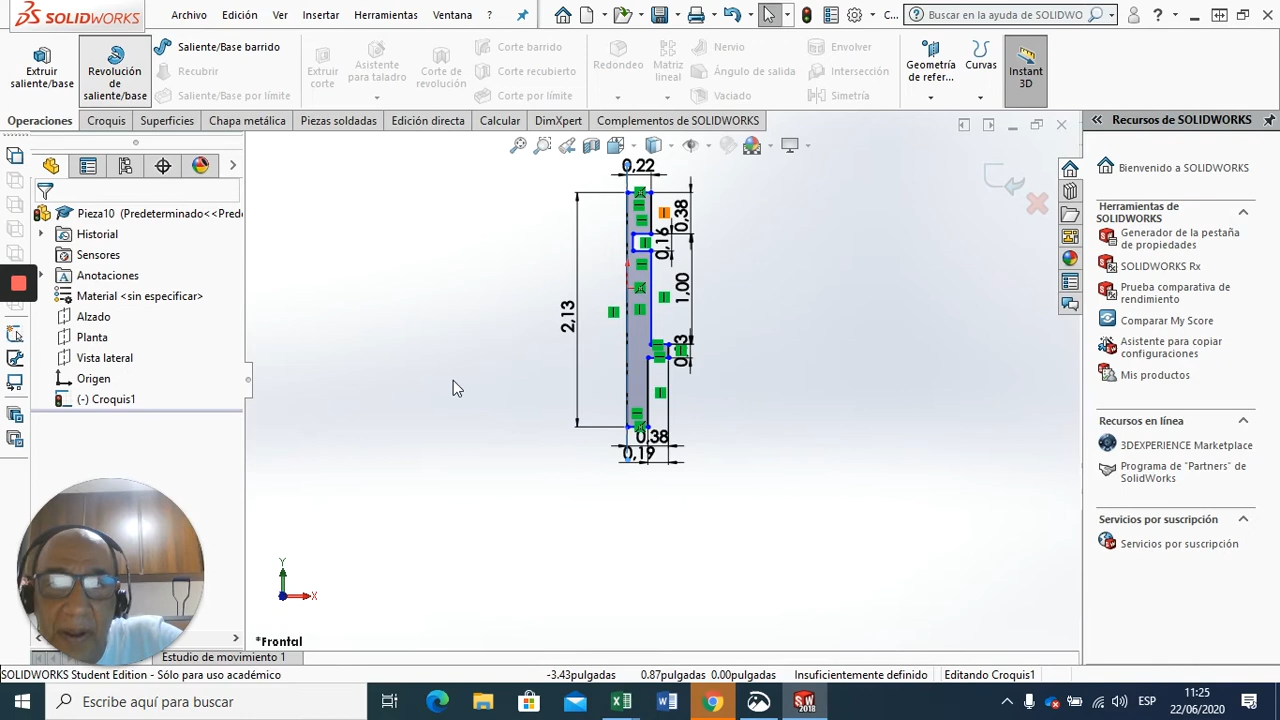 SOLIDWORKS
Archivo Edición Ver Insertar Herramientas Ventana ? C... Buscar en la ayuda de SOLIDWO ?
Extruir saliente/base
Revolución de saliente/base
Saliente/Base barrido
Recubrir
Saliente/Base por límite
Extruir corte
Asistente para taladro
Corte de revolución
Corte barrido
Corte recubierto
Corte por límite
Redondeo
Matriz lineal
Nervio
Ángulo de salida
Vaciado
Envolver
Intersección
Simetría
Geometría de refer...
Curvas
Instant 3D
Operaciones Croquis Superficies Chapa metálica Piezas soldadas Edición directa Calcular DimXpert Complementos de SOLIDWORKS
Pieza10 (Predeterminado<<Pred
Historial
Sensores
Anotaciones
Material <sin especificar>
Alzado
Planta
Vista lateral
Origen
(-) Croquis1
0,22
0,38
0,16
1,00
2,13
0,38
0,19
Y
X
*Frontal
Recursos de SOLIDWORKS
Bienvenido a SOLIDWORKS
Herramientas de SOLIDWORKS
Generador de la pestaña de propiedades
SOLIDWORKS Rx
Prueba comparativa de rendimiento
Comparar My Score
Asistente para copiar configuraciones
Mis productos
Recursos en línea
3DEXPERIENCE Marketplace
Programa de "Partners" de SolidWorks
Servicios por suscripción
Servicios por suscripción
Estudio de movimiento 1
SOLIDWORKS Student Edition - Sólo para uso académico -3.43pulgadas 0.87pulgadas 0.00pulgadas Insuficientemente definido Editando Croquis1
Escribe aquí para buscar
SW 2018
ESP
11:25
22/06/2020